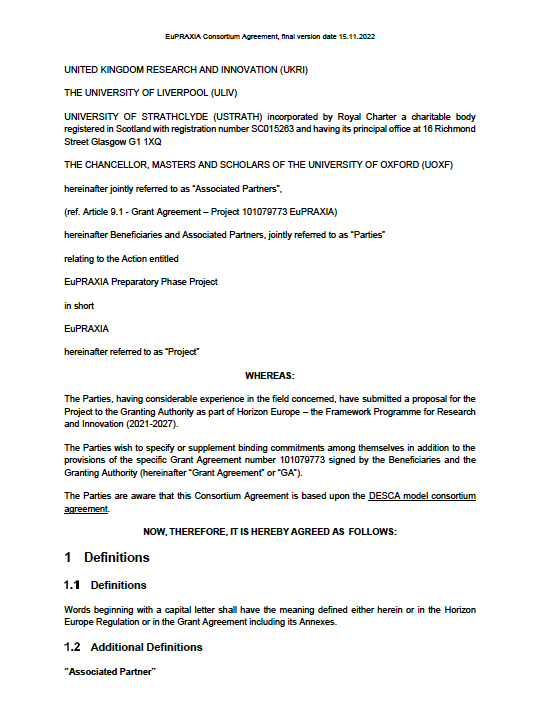 EuPRAXIA Consortium Agreement, final version date 15.11.2022
UNITED KINGDOM RESEARCH AND INNOVATION (UKRI)
THE UNIVERSITY OF LIVERPOOL (ULIV)
UNIVERSITY OF STRATHCLYDE (USTRATH) incorporated by Royal Charter a charitable body
registered in Scotland with registration number SC015263 and having its principal office at 16 Richmond
Street Glasgow G1 1XQ
THE CHANCELLOR, MASTERS AND SCHOLARS OF THE UNIVERSITY OF OXFORD (UOXF)
hereinafter jointly referred to as “Associated Partners”,
(ref. Article 9.1 - Grant Agreement – Project 101079773 EuPRAXIA)
hereinafter Beneficiaries and Associated Partners, jointly referred to as “Parties”
relating to the Action entitled
EuPRAXIA Preparatory Phase Project
in short
EuPRAXIA
hereinafter referred to as “Project”
WHEREAS:
The Parties, having considerable experience in the field concerned, have submitted a proposal for the
Project to the Granting Authority as part of Horizon Europe – the Framework Programme for Research
and Innovation (2021-2027).
The Parties wish to specify or supplement binding commitments among themselves in addition to the
provisions of the specific Grant Agreement number 101079773 signed by the Beneficiaries and the
Granting Authority (hereinafter “Grant Agreement” or “GA”).
The Parties are aware that this Consortium Agreement is based upon the DESCA model consortium
agreement.
NOW, THEREFORE, IT IS HEREBY AGREED AS FOLLOWS:
1 Definitions
1.1 Definitions
Words beginning with a capital letter shall have the meaning defined either herein or in the Horizon
Europe Regulation or in the Grant Agreement including its Annexes.
1.2 Additional Definitions
“Associated Partner”